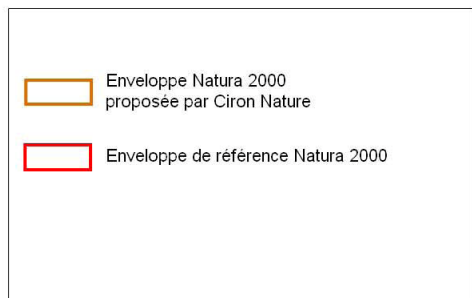 Enveloppe Natura 2000
proposée par Ciron Nature
Enveloppe de référence Natura 2000